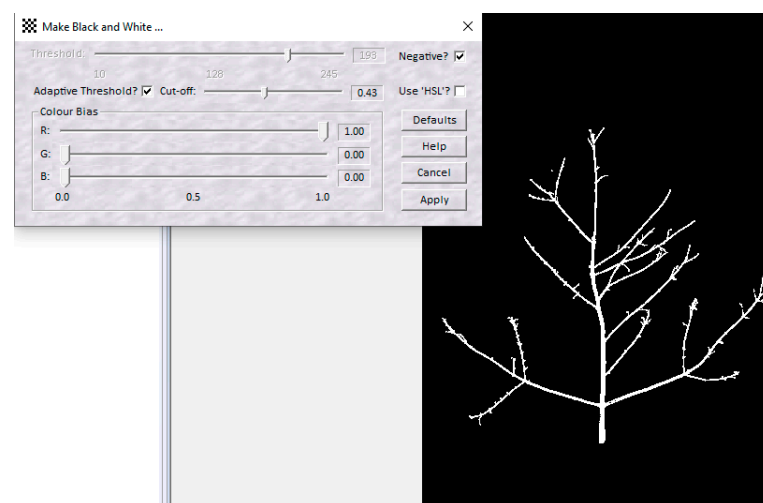 Make Black and White ...
Threshold: 193 Negative?
10 128 245
Adaptive Threshold? Cut-off: 0.43 Use 'HSL'?
Colour Bias
Defaults
R: 1.00
Help
G: 0.00
Cancel
B: 0.00
0.0 0.5 1.0
Apply